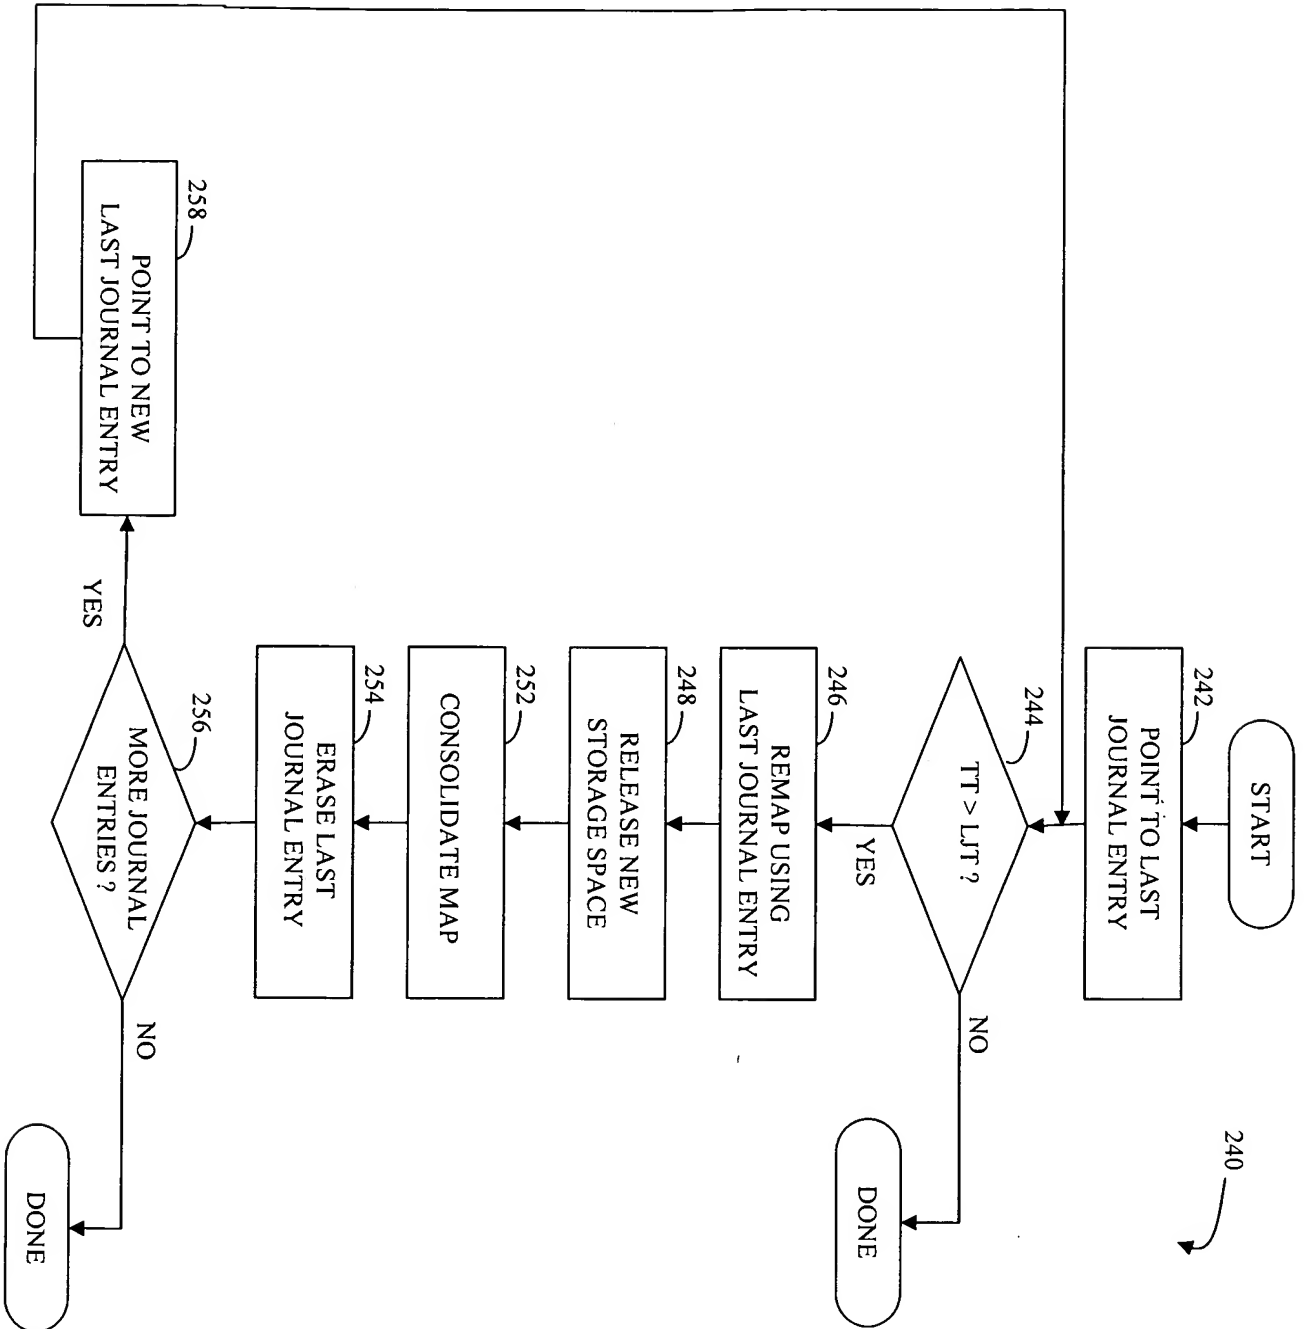 240
START
242
POINT TO LAST
JOURNAL ENTRY
244
TT > LJT ?
NO
DONE
YES
246
REMAP USING
LAST JOURNAL ENTRY
248
RELEASE NEW
STORAGE SPACE
252
CONSOLIDATE MAP
254
ERASE LAST
JOURNAL ENTRY
256
MORE JOURNAL
ENTRIES ?
NO
DONE
YES
258
POINT TO NEW
LAST JOURNAL ENTRY